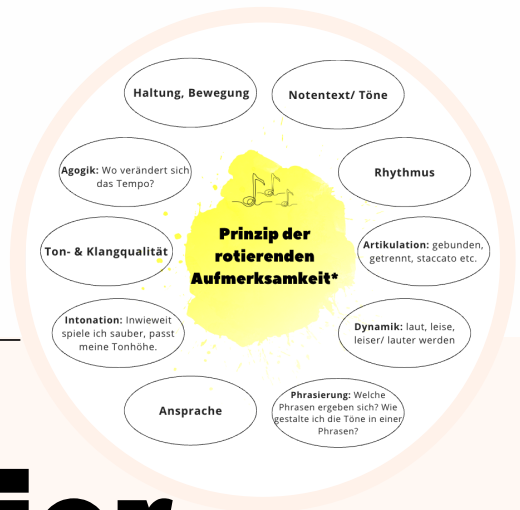 Haltung, Bewegung
Notentext/ Töne
Agogik: Wo verändert sich
das Tempo?
Rhythmus
Prinzip der
rotierenden
Aufmerksamkeit*
Ton- & Klangqualität
Artikulation: gebunden,
getrennt, staccato etc.
Intonation: Inwieweit
spiele ich sauber, passt
meine Tonhöhe.
Dynamik: laut, leise,
leiser/ lauter werden
Ansprache
Phrasierung: Welche
Phrasen ergeben sich? Wie
gestalte ich die Töne in einer
Phrasen?